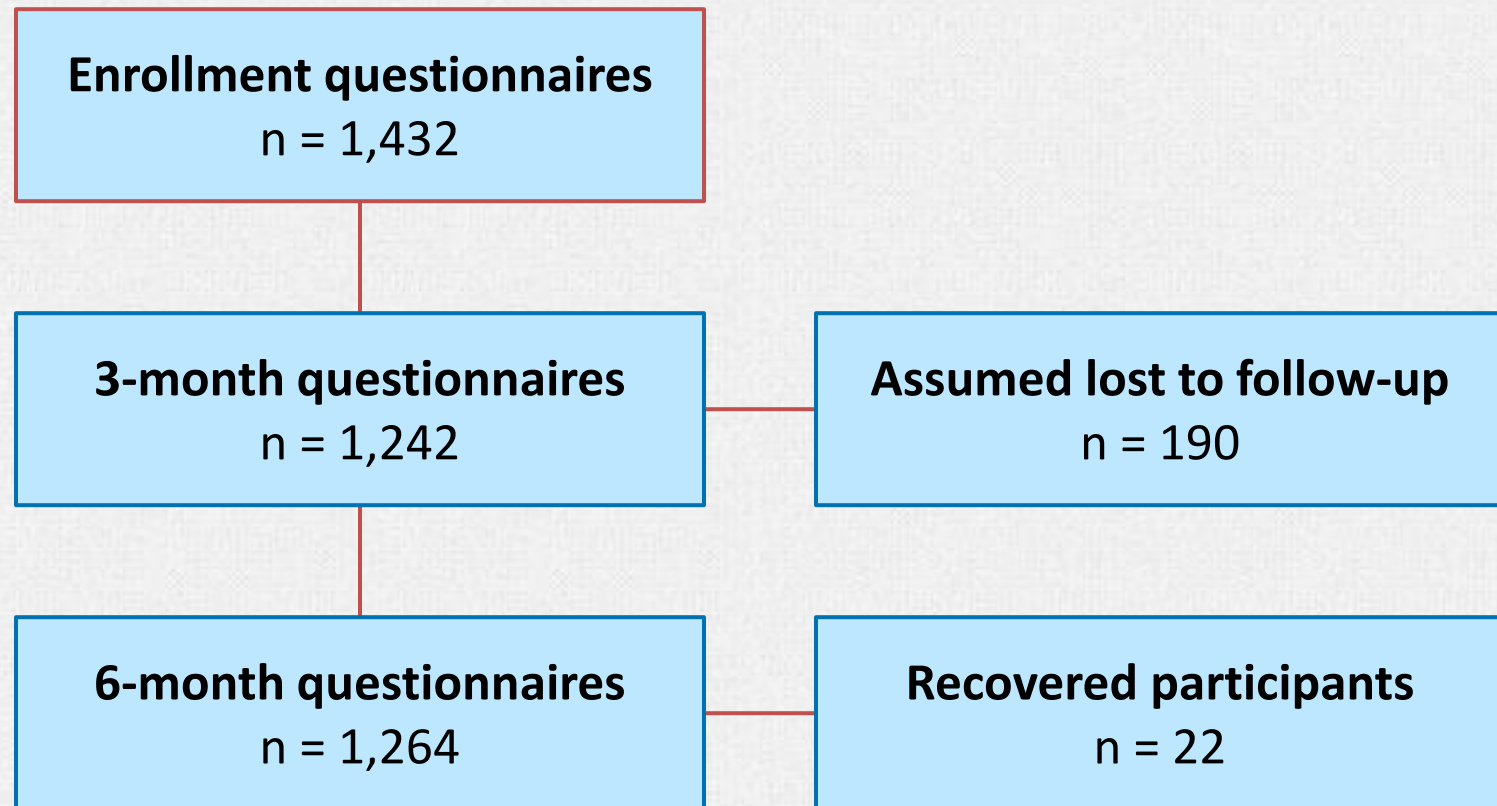 Enrollment questionnaires
n = 1,432
3-month questionnaires
n = 1,242
Assumed lost to follow-up
n = 190
6-month questionnaires
n = 1,264
Recovered participants
n = 22